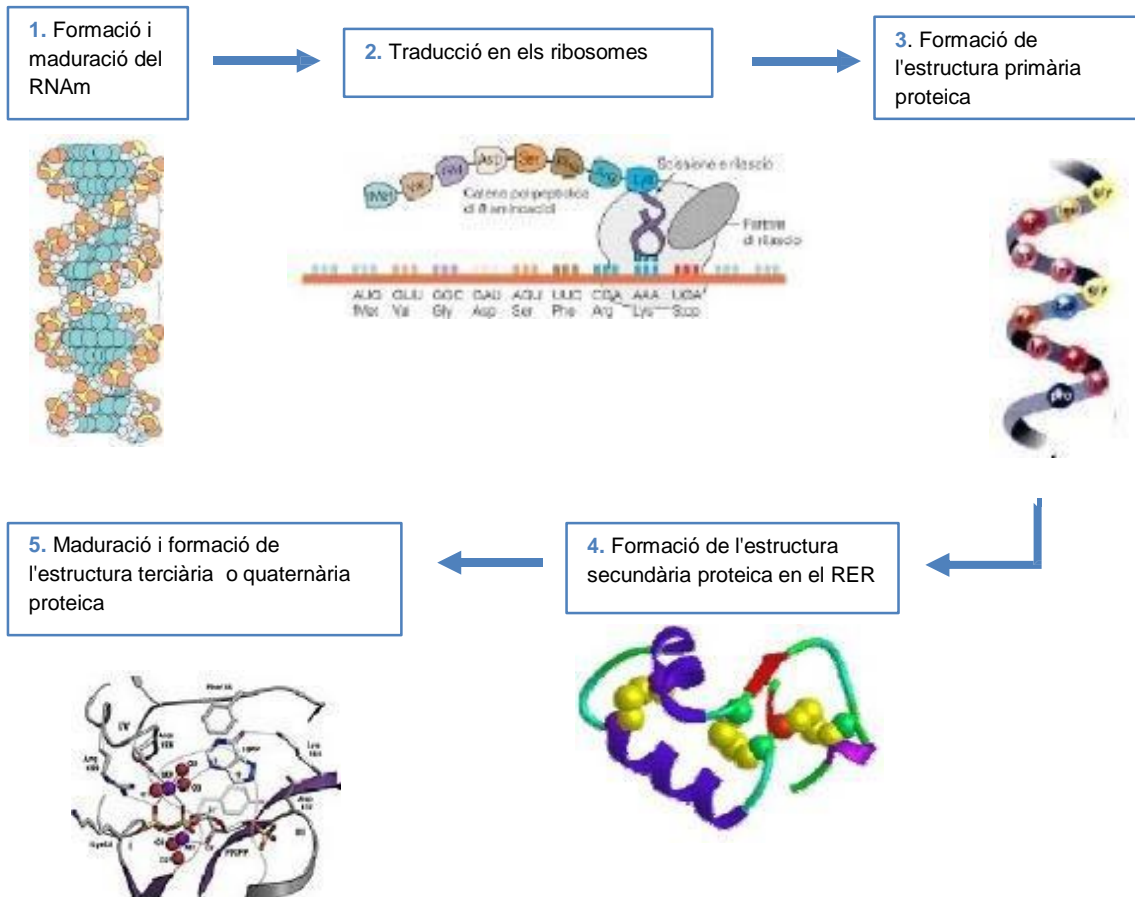 1. Formació i
maduració del
RNAm
2. Traducció en els ribosomes
3. Formació de
l'estructura primària
proteica
Asp
Ser
Arg
Lys
fMet
Val
Scissione e rilascio
Catena polipeptidica
di 8 aminoacidi
Fattore
di rilascio
AUG GUU GGC GAU AGU UUC CGA AAA UGA
fMet Val Gly Asp Ser Phe Arg Lys Stop
Gly
Gly
Pro
5. Maduració i formació de
l'estructura terciària o quaternària
proteica
4. Formació de l'estructura
secundària proteica en el RER